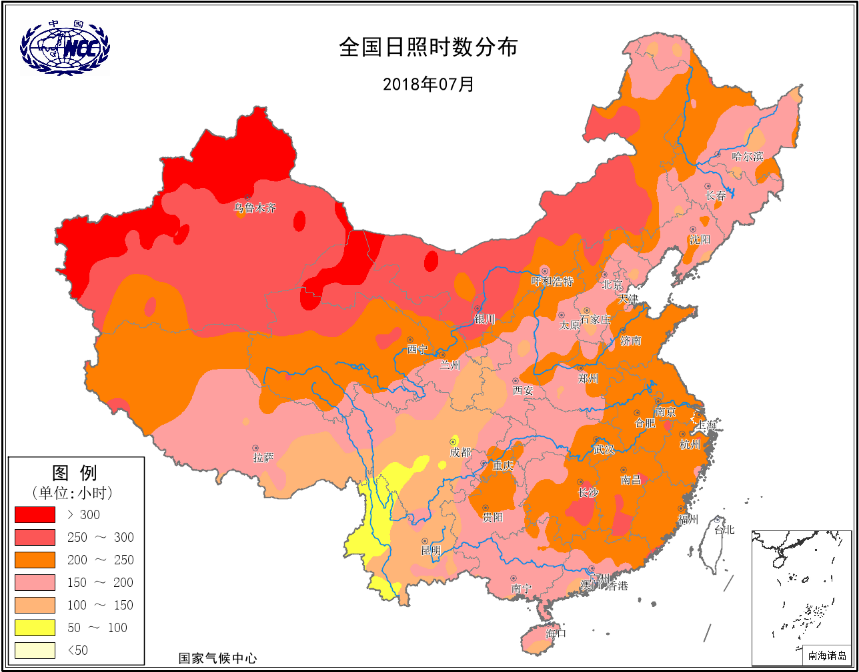 中国
NCC
全国日照时数分布
2018年07月
哈尔滨
长春
乌鲁木齐
沈阳
呼和浩特
北京
天津
银川
太原
石家庄
济南
西宁
兰州
郑州
西安
南京
合肥
上海
成都
武汉
杭州
拉萨
重庆
南昌
长沙
贵阳
福州
台北
昆明
广州
南宁
澳门
香港
海口
图 例
(单位:小时)
> 300
250 ~ 300
200 ~ 250
150 ~ 200
100 ~ 150
50 ~ 100
<50
国家气候中心
南海诸岛